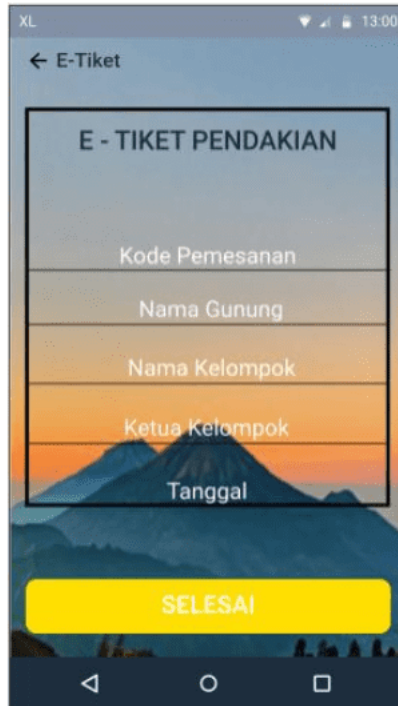 XL 13:00
← E-Tiket
E - TIKET PENDAKIAN
Kode Pemesanan
Nama Gunung
Nama Kelompok
Ketua Kelompok
Tanggal
SELESAI